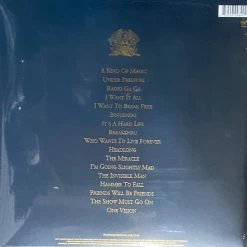 A Kind Of Magic
Under Pressure
Radio Ga Ga
I Want It All
I Want To Break Free
Innuendo
It's A Hard Life
Breakthru
Who Wants To Live Forever
Headlong
The Miracle
I'm Going Slightly Mad
The Invisible Man
Hammer To Fall
Friends Will Be Friends
The Show Must Go On
One Vision